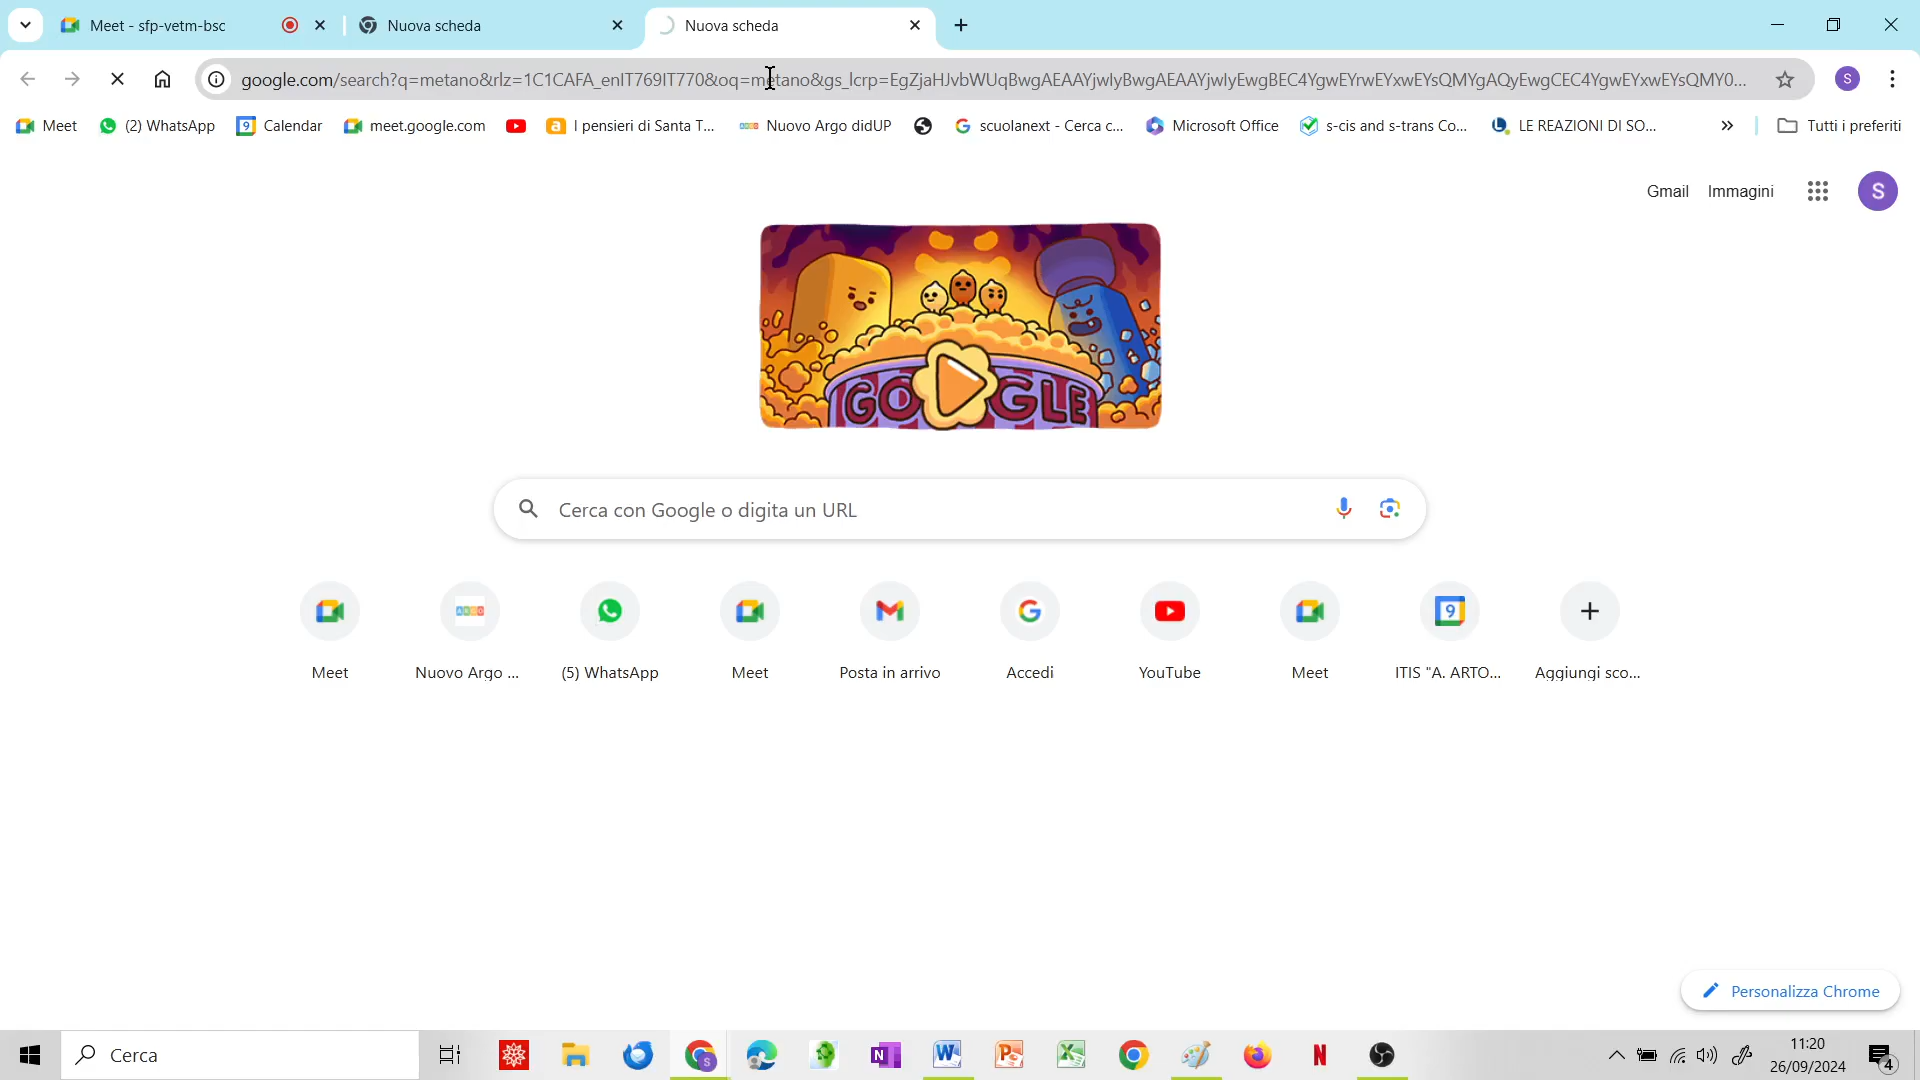 Meet - sfp-vetm-bsc
Nuova scheda
Nuova scheda
google.com/search?q=metano&rlz=1C1CAFA_enIT769IT770&oq=metano&gs_lcrp=EgZjaHJvbWUqBwgAEAAYjwIyBwgAEAAYjwIyEwgBEC4YgwEYrwEYxwEYsQMYgAQyEwgCEC4YgwEYxwEYsQMY0...
S
Meet
(2) WhatsApp
9 Calendar
meet.google.com
I pensieri di Santa T...
Nuovo Argo didUP
scuolanext - Cerca c...
Microsoft Office
s-cis and s-trans Co...
LE REAZIONI DI SO...
Tutti i preferiti
Gmail
Immagini
S
GOOGLE
Cerca con Google o digita un URL
Meet
Nuovo Argo ...
(5) WhatsApp
Meet
Posta in arrivo
Accedi
YouTube
Meet
ITIS "A. ARTO...
Aggiungi sco...
Personalizza Chrome
Cerca
11:20
26/09/2024
4